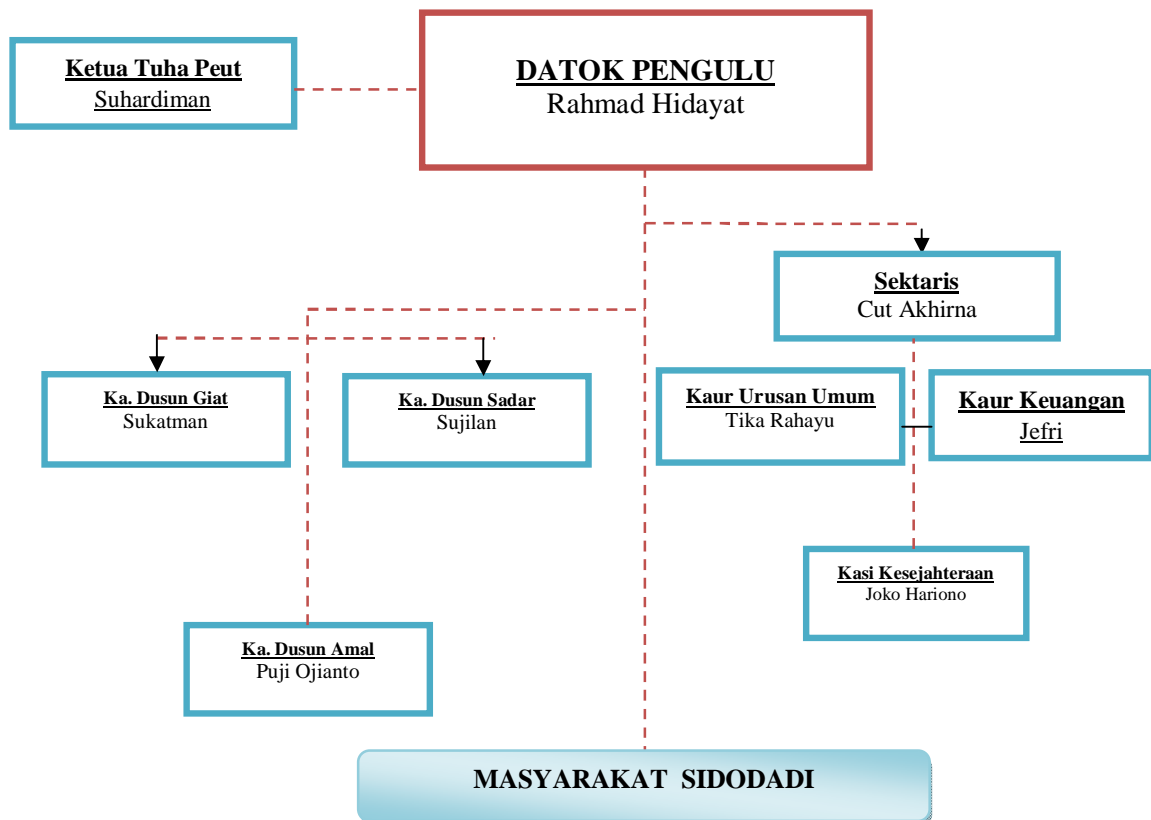 Ketua Tuha Peut
Suhardiman
DATOK PENGULU
Rahmad Hidayat
Sektaris
Cut Akhirna
Ka. Dusun Giat
Sukatman
Ka. Dusun Sadar
Sujilan
Kaur Urusan Umum
Tika Rahayu
Kaur Keuangan
Jefri
Kasi Kesejahteraan
Joko Hariono
Ka. Dusun Amal
Puji Ojianto
MASYARAKAT SIDODADI